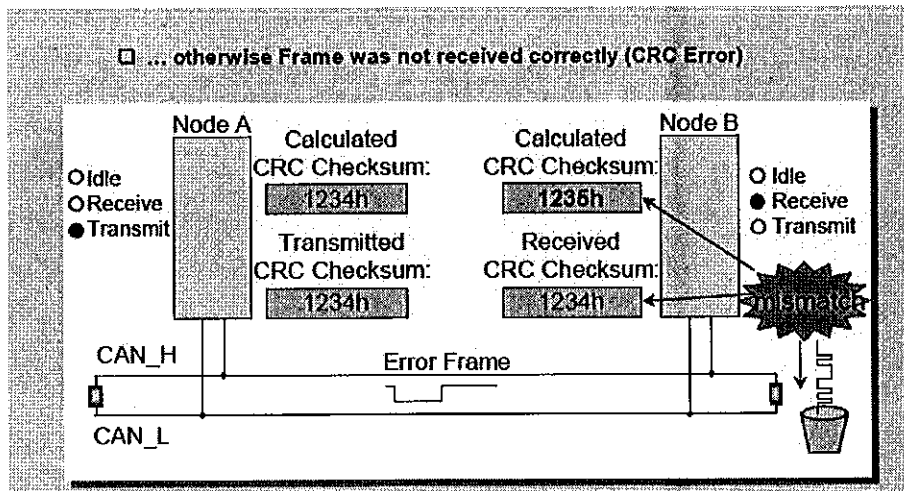 ... otherwise Frame was not received correctly (CRC Error)
Node A
Calculated
CRC Checksum:
1234h
Transmitted
CRC Checksum:
1234h
Idle
Receive
Transmit
Calculated
CRC Checksum:
1235h
Received
CRC Checksum:
1234h
Node B
Idle
Receive
Transmit
mismatch
CAN_H
Error Frame
CAN_L